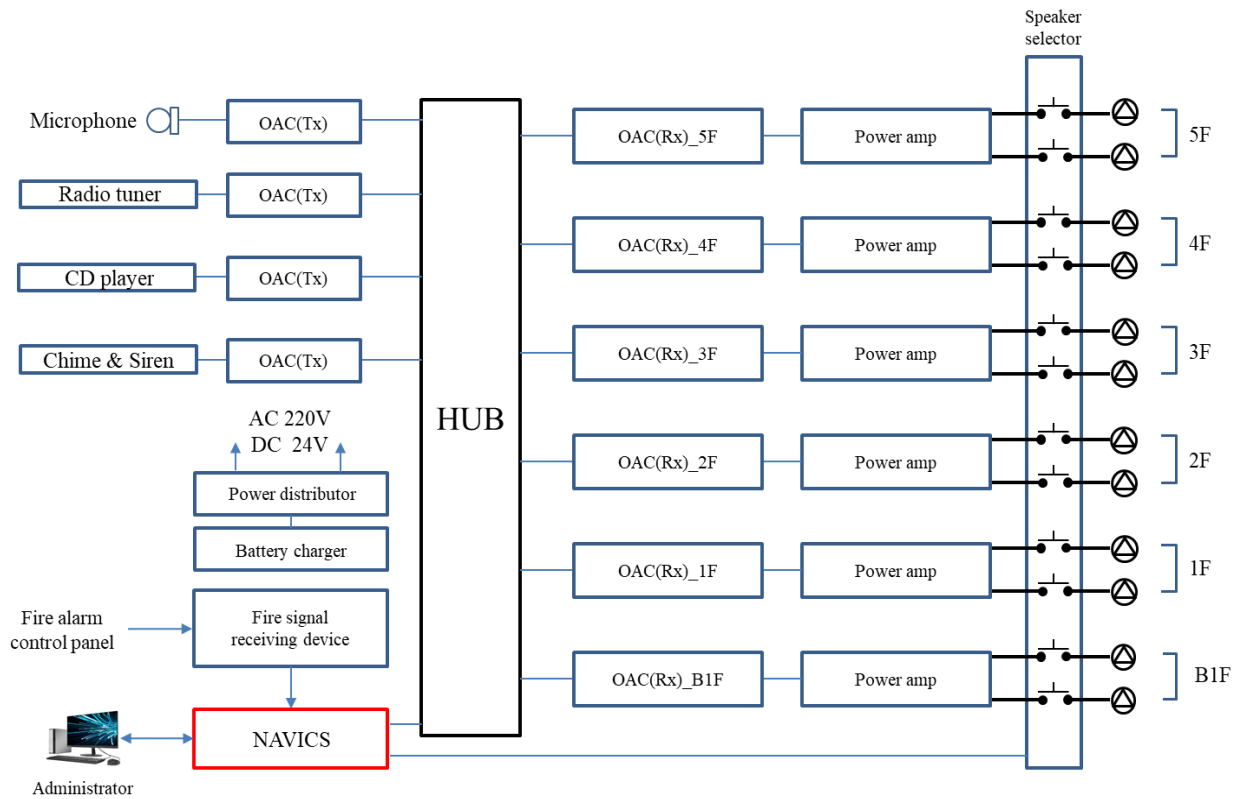 Speaker
selector
Microphone
OAC(Tx)
Radio tuner
OAC(Tx)
CD player
OAC(Tx)
Chime & Siren
OAC(Tx)
AC 220V
DC 24V
Power distributor
Battery charger
Fire alarm
control panel
Fire signal
receiving device
NAVICS
Administrator
HUB
OAC(Rx)_5F
Power amp
5F
OAC(Rx)_4F
Power amp
4F
OAC(Rx)_3F
Power amp
3F
OAC(Rx)_2F
Power amp
2F
OAC(Rx)_1F
Power amp
1F
OAC(Rx)_B1F
Power amp
B1F